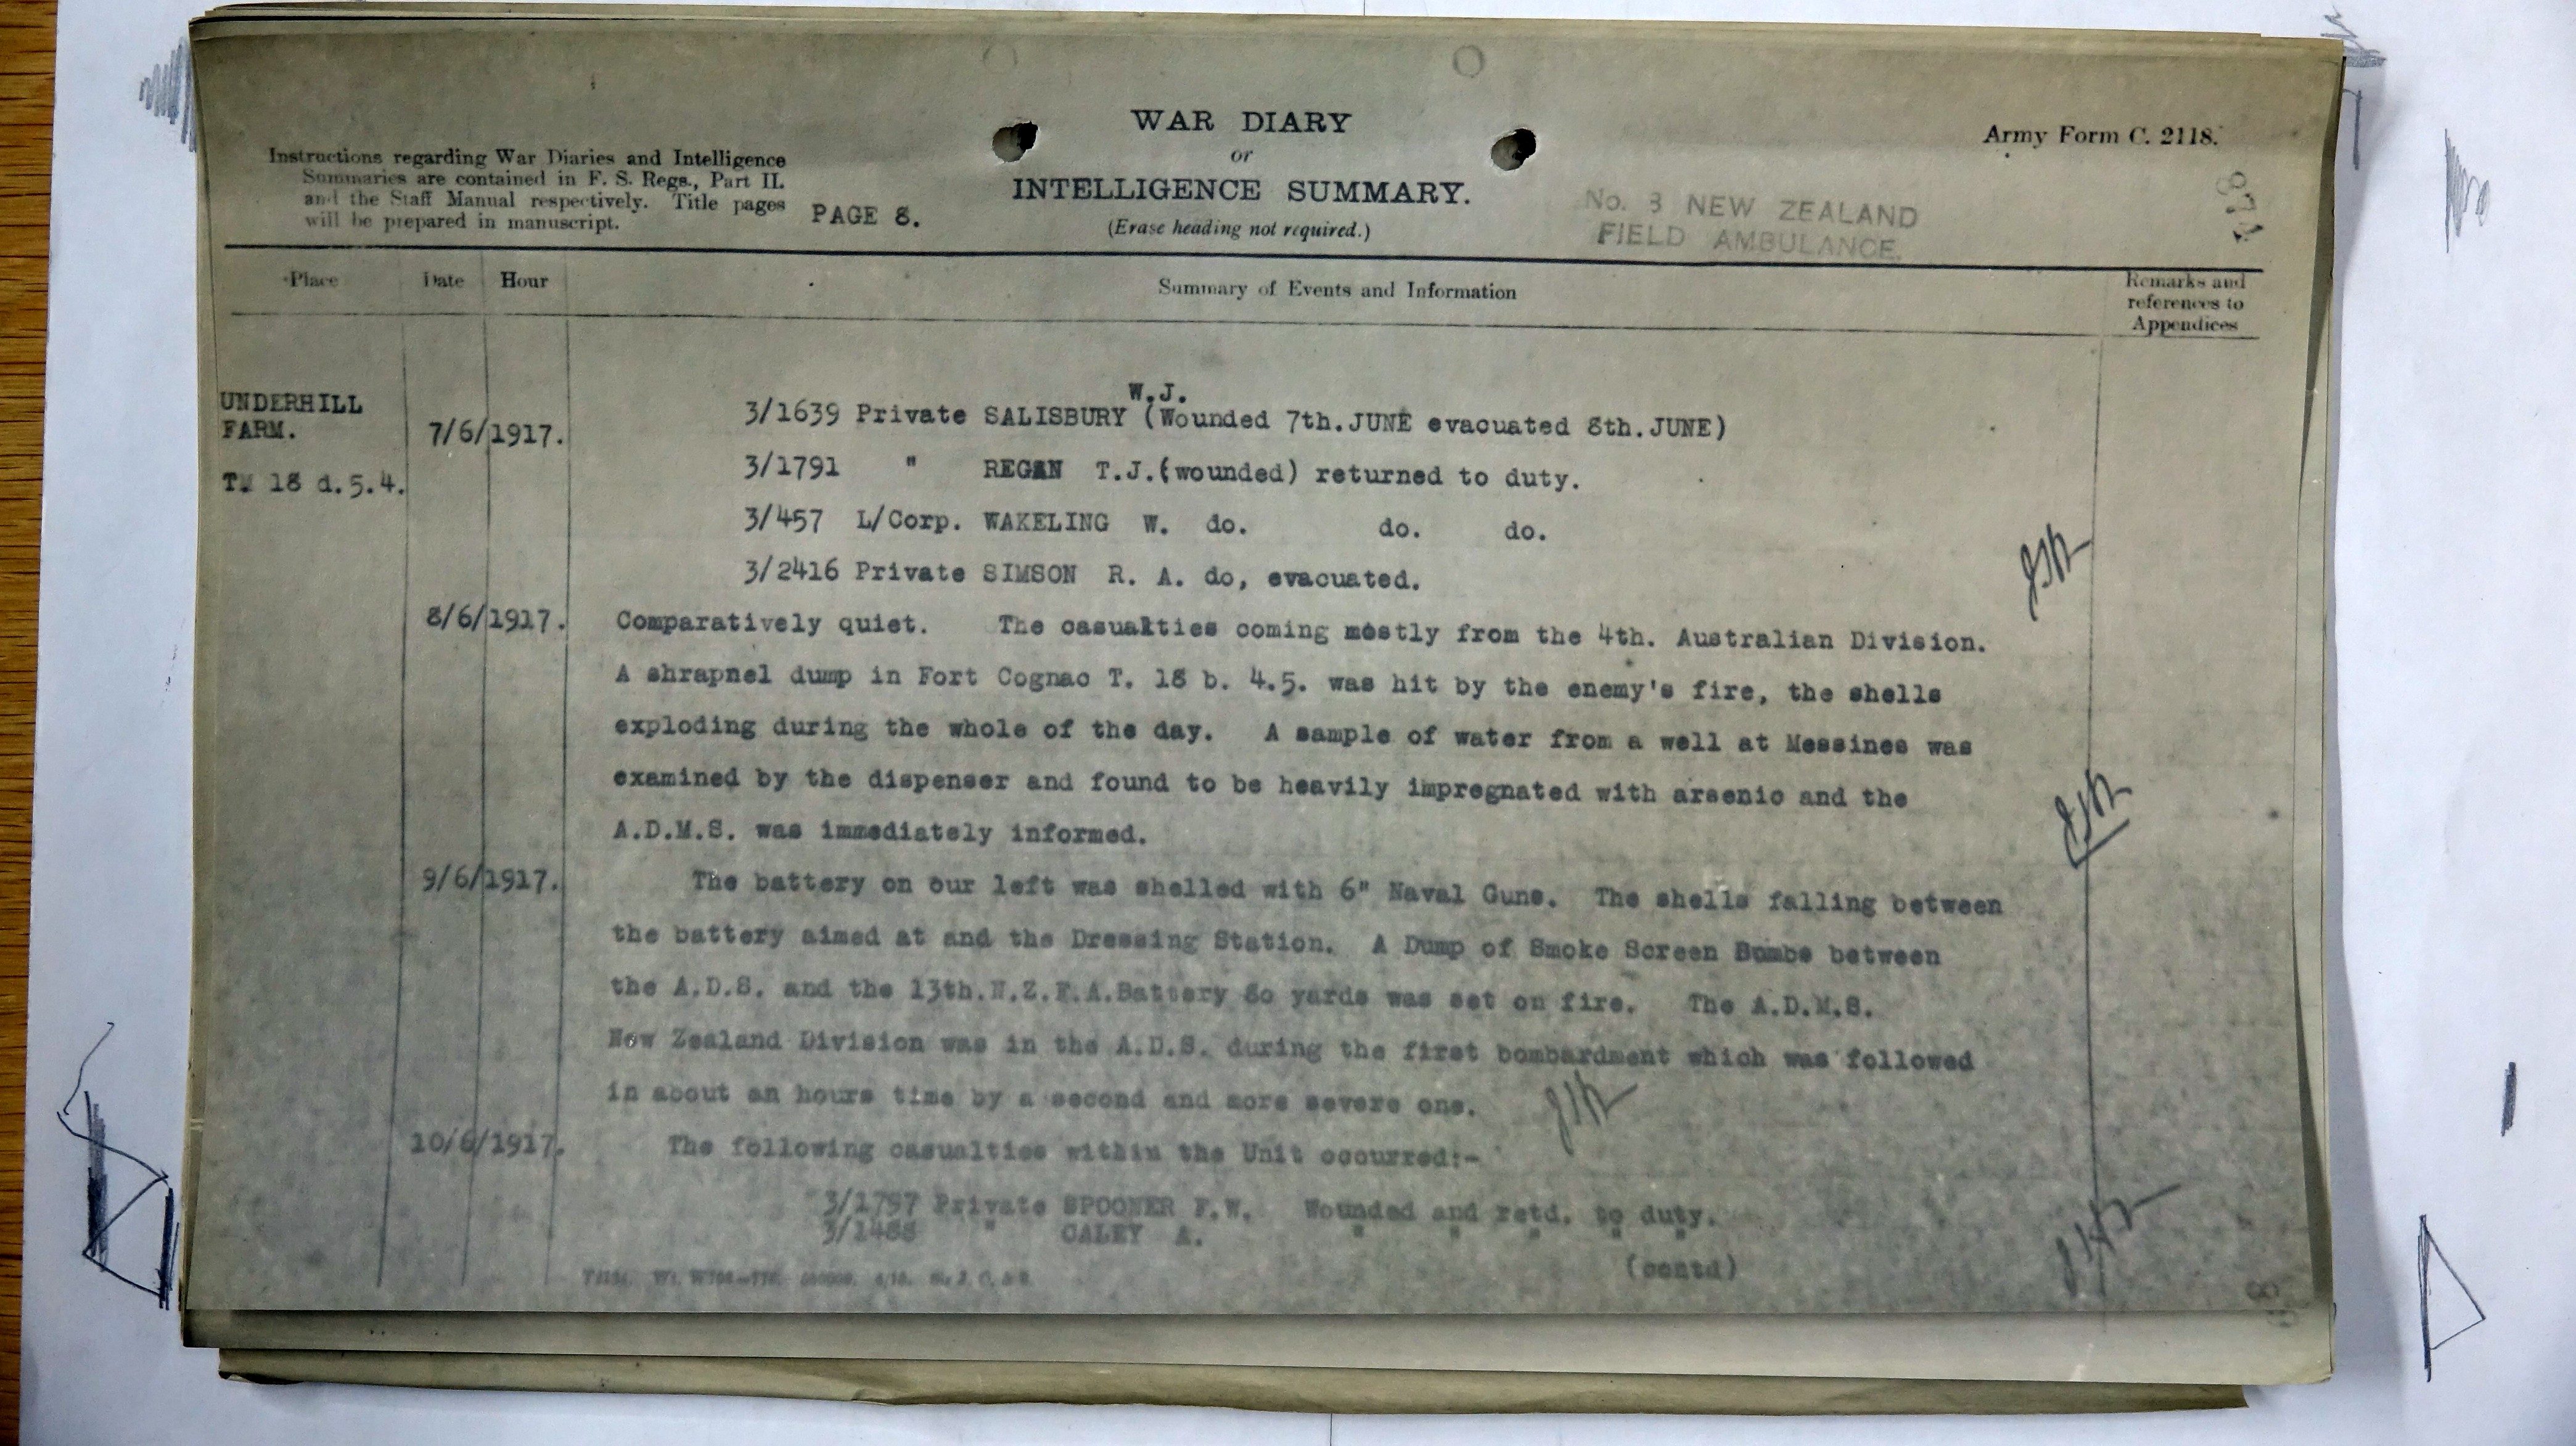 WAR DIARY
or
INTELLIGENCE SUMMARY.
(Erase heading not required.)
Army Form C. 2118.
Instructions regarding War Diaries and Intelligence
Summaries are contained in F. S. Regs., Part II.
and the Staff Manual respectively. Title pages
will be prepared in manuscript.
PAGE 8.
No. 3 NEW ZEALAND
FIELD AMBULANCE.
Place Date Hour Summary of Events and Information Remarks and
references to
Appendices
UNDERHILL
FARM.
18 d.5.4.
7/6/1917.
W.J.
3/1639 Private SALISBURY (Wounded 7th.JUNE evacuated 8th.JUNE)
3/1791 " REGAN T.J.(wounded) returned to duty.
3/457 L/Corp. WAKELING W. do. do. do.
3/2416 Private SIMSON R. A. do, evacuated.
8/6/1917. Comparatively quiet. The casualties coming mostly from the 4th. Australian Division.
A shrapnel dump in Fort Cognac T. 18 b. 4.5. was hit by the enemy's fire, the shells
exploding during the whole of the day. A sample of water from a well at Messines was
examined by the dispenser and found to be heavily impregnated with arsenic and the
A.D.M.S. was immediately informed.
9/6/1917. The battery on our left was shelled with 6" Naval Guns. The shells falling between
the battery aimed at and the Dressing Station. A Dump of Smoke Screen Bombs between
the A.D.S. and the 13th.N.Z.F.A.Battery 80 yards was set on fire. The A.D.M.S.
New Zealand Division was in the A.D.S. during the first bombardment which was followed
in about an hours time by a second and more severe one.
10/6/1917. The following casualties within the Unit occurred:-
3/1797 Private SPOONER F.W. Wounded and retd. to duty.
3/1488 " CALEY A. " " " " "
(contd)